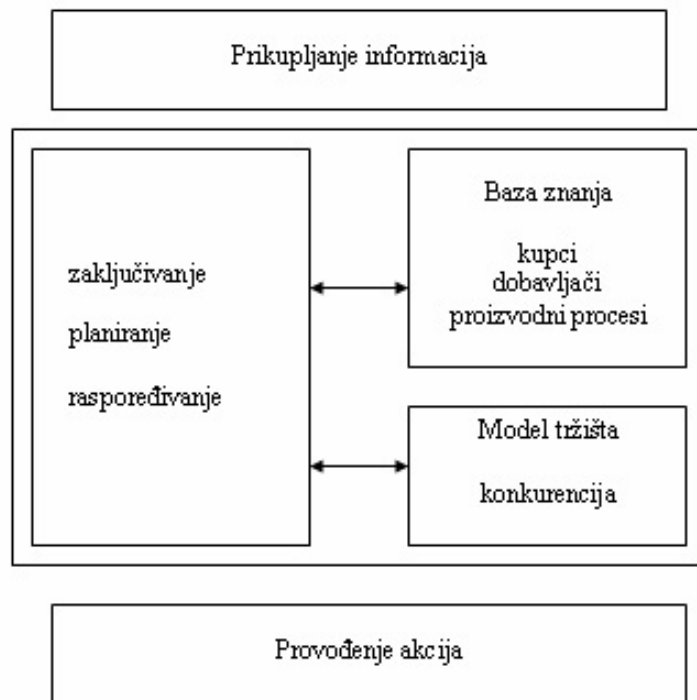 Prikupljanje informacija
zaključivanje
planiranje
raspoređivanje
Baza znanja
kupci
dobavljači
proizvodni procesi
Model tržišta
konkurencija
Provođenje akcija